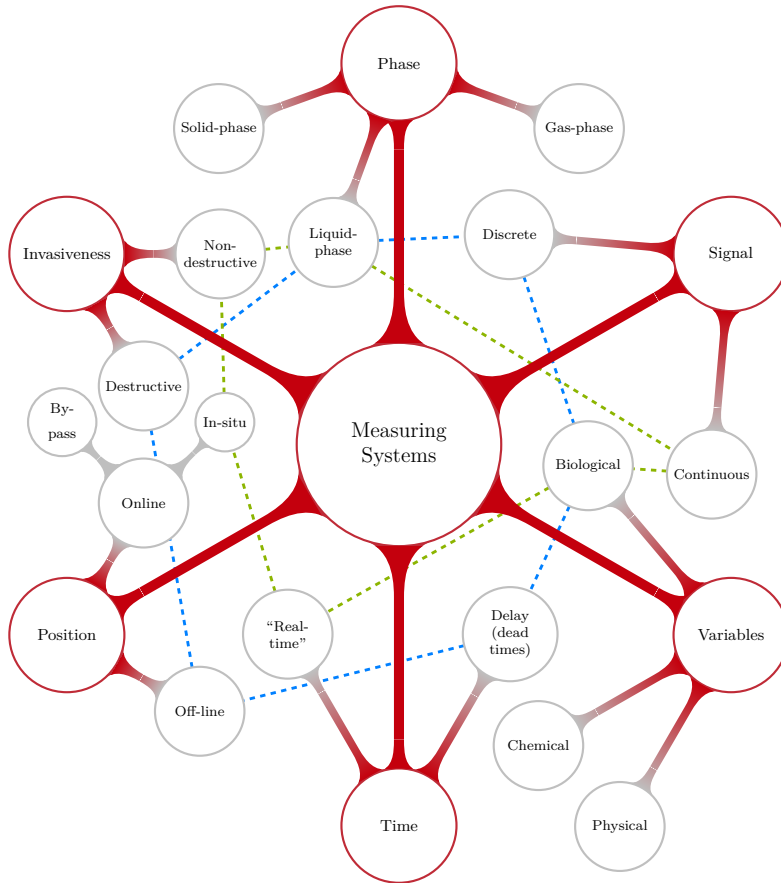 Phase
Solid-phase
Gas-phase
Liquid-
phase
Discrete
Non-
destructive
Invasiveness
Signal
Destructive
By-
pass
In-situ
Measuring
Systems
Biological
Continuous
Online
Position
“Real-
time”
Delay
(dead
times)
Variables
Off-line
Chemical
Time
Physical